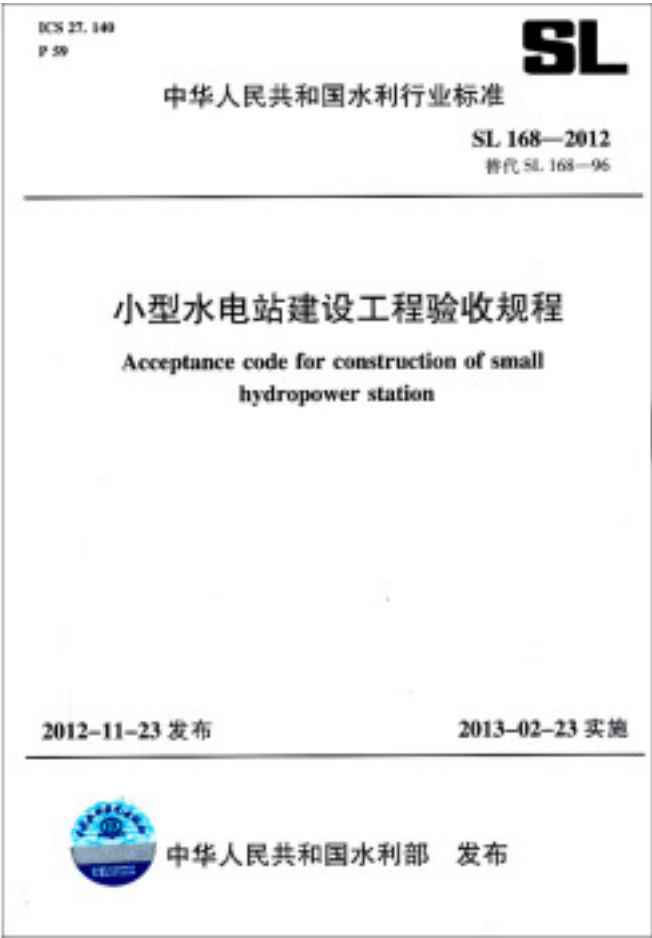 ICS 27. 140
P 59
SL
中华人民共和国水利行业标准
SL 168—2012
替代 SL 168—96
小型水电站建设工程验收规程
Acceptance code for construction of small
hydropower station
2012-11-23 发布
2013-02-23 实施
中华人民共和国水利部 发布